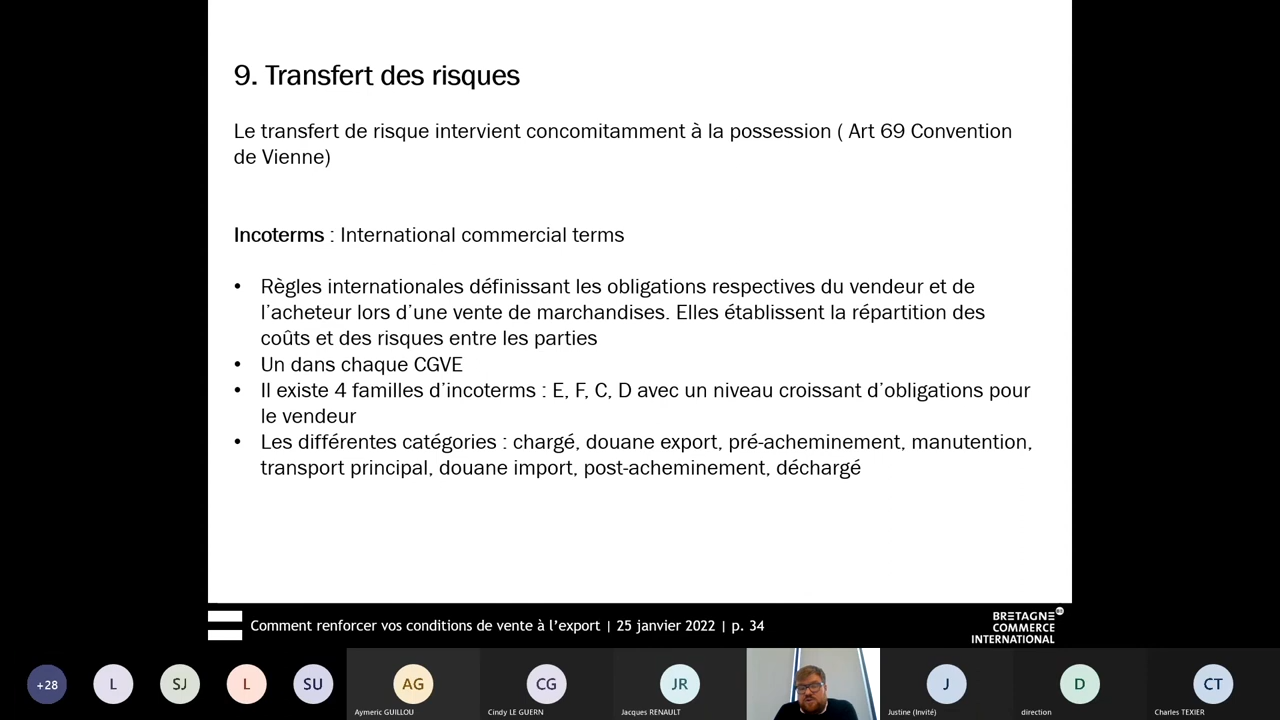 9. Transfert des risques
Le transfert de risque intervient concomitamment à la possession ( Art 69 Convention
de Vienne)
Incoterms : International commercial terms
• Règles internationales définissant les obligations respectives du vendeur et de
l’acheteur lors d’une vente de marchandises. Elles établissent la répartition des
coûts et des risques entre les parties
• Un dans chaque CGVE
• Il existe 4 familles d’incoterms : E, F, C, D avec un niveau croissant d’obligations pour
le vendeur
• Les différentes catégories : chargé, douane export, pré-acheminement, manutention,
transport principal, douane import, post-acheminement, déchargé
Comment renforcer vos conditions de vente à l’export | 25 janvier 2022 | p. 34
BRETAGNE
COMMERCE
INTERNATIONAL
+28
L
SJ
L
SU
AG
CG
JR
J
D
CT
Aymeric GUILLOU
Cindy LE GUERN
Jacques RENAULT
Justine (Invité)
direction
Charles TEXIER